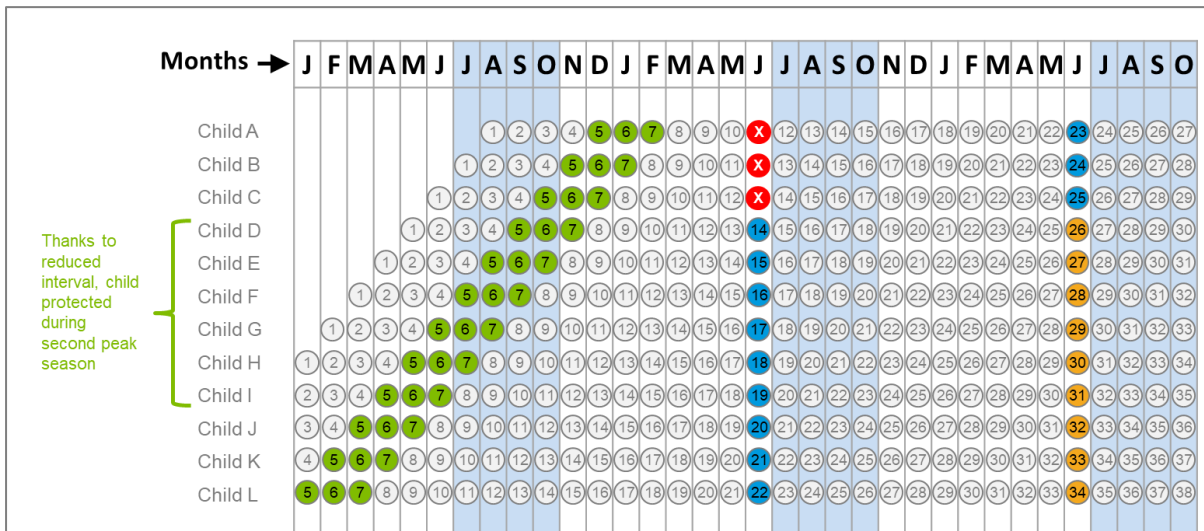 Months J F M A M J J A S O N D J F M A M J J A S O N D J F M A M J J A S O
Child A 1 2 3 4 5 6 7 8 9 10 X 12 13 14 15 16 17 18 19 20 21 22 23 24 25 26 27
Child B 1 2 3 4 5 6 7 8 9 10 11 X 13 14 15 16 17 18 19 20 21 22 23 24 25 26 27 28
Child C 1 2 3 4 5 6 7 8 9 10 11 12 X 14 15 16 17 18 19 20 21 22 23 24 25 26 27 28 29
Child D 1 2 3 4 5 6 7 8 9 10 11 12 13 14 15 16 17 18 19 20 21 22 23 24 25 26 27 28 29 30
Child E 1 2 3 4 5 6 7 8 9 10 11 12 13 14 15 16 17 18 19 20 21 22 23 24 25 26 27 28 29 30 31
Child F 1 2 3 4 5 6 7 8 9 10 11 12 13 14 15 16 17 18 19 20 21 22 23 24 25 26 27 28 29 30 31 32
Child G 1 2 3 4 5 6 7 8 9 10 11 12 13 14 15 16 17 18 19 20 21 22 23 24 25 26 27 28 29 30 31 32 33
Child H 1 2 3 4 5 6 7 8 9 10 11 12 13 14 15 16 17 18 19 20 21 22 23 24 25 26 27 28 29 30 31 32 33 34
Child I 2 3 4 5 6 7 8 9 10 11 12 13 14 15 16 17 18 19 20 21 22 23 24 25 26 27 28 29 30 31 32 33 34 35
Child J 3 4 5 6 7 8 9 10 11 12 13 14 15 16 17 18 19 20 21 22 23 24 25 26 27 28 29 30 31 32 33 34 35 36
Child K 4 5 6 7 8 9 10 11 12 13 14 15 16 17 18 19 20 21 22 23 24 25 26 27 28 29 30 31 32 33 34 35 36 37
Child L 5 6 7 8 9 10 11 12 13 14 15 16 17 18 19 20 21 22 23 24 25 26 27 28 29 30 31 32 33 34 35 36 37 38
Thanks to
reduced
interval, child
protected
during
second peak
season